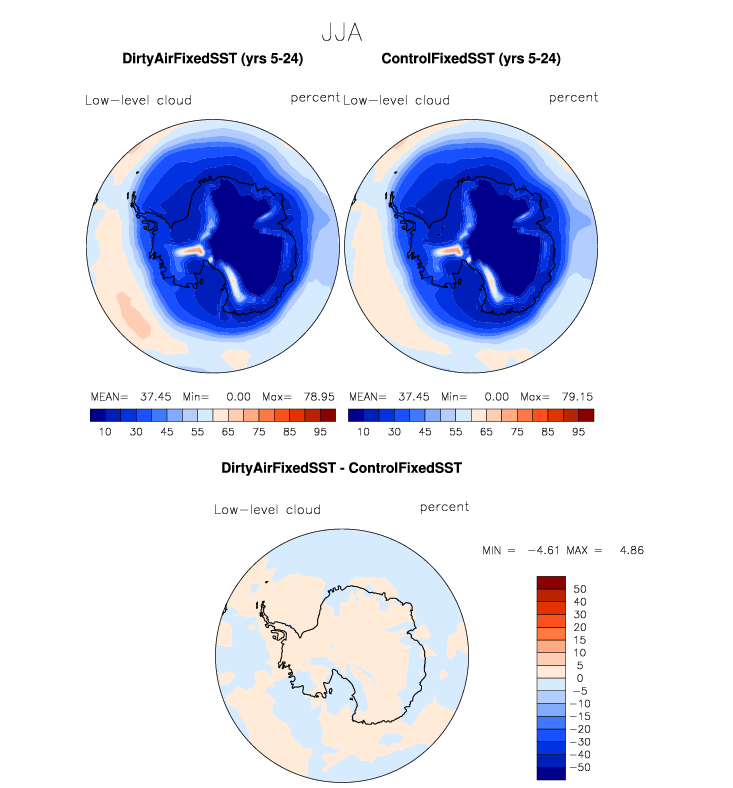 JJA
DirtyAirFixedSST (yrs 5-24) ControlFixedSST (yrs 5-24)
Low-level cloud percent Low-level cloud percent
MEAN= 37.45 Min= 0.00 Max= 78.95 MEAN= 37.45 Min= 0.00 Max= 79.15
10 30 45 55 65 75 85 95 10 30 45 55 65 75 85 95
DirtyAirFixedSST - ControlFixedSST
Low-level cloud percent
MIN = -4.61 MAX = 4.86
50
40
30
20
15
10
5
0
-5
-10
-15
-20
-30
-40
-50